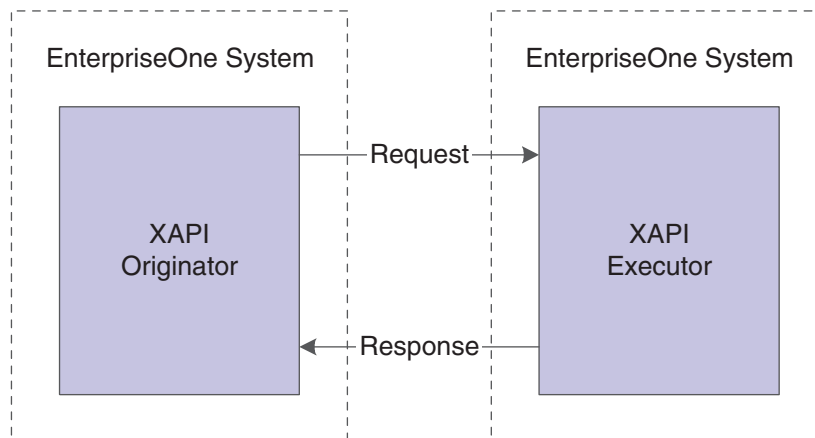 EnterpriseOne System
EnterpriseOne System
Request
XAPI
Originator
XAPI
Executor
Response